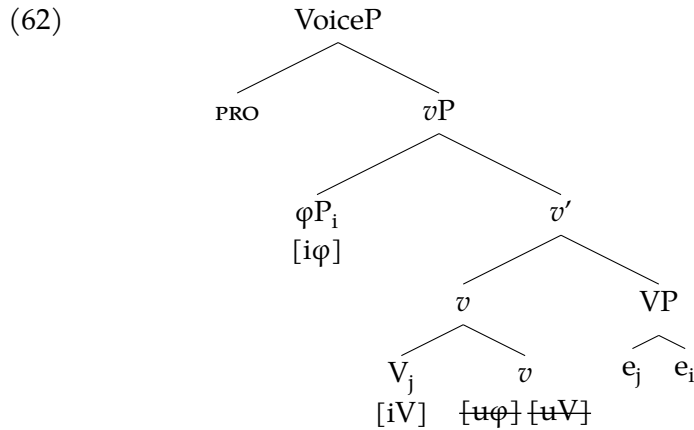 (62) VoiceP
PRO vP
φPᵢ v'
[iφ]
v VP
Vⱼ v eⱼ eᵢ
[iV] [uφ] [uV]